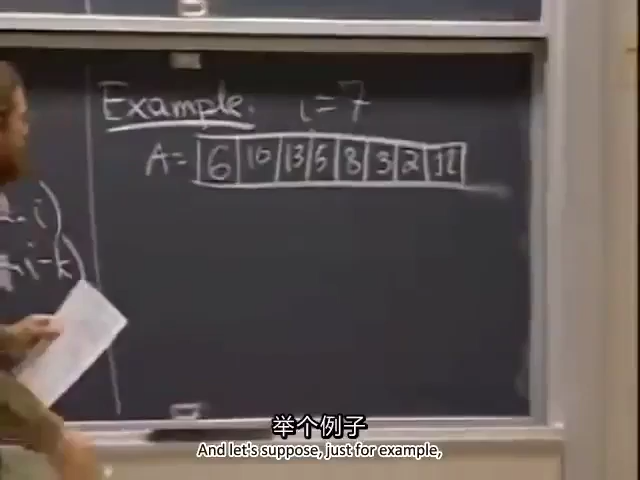 Example. i=7
A= 6 10 13 5 8 3 2 11
i)
i-k)
举个例子
And let's suppose, just for example,